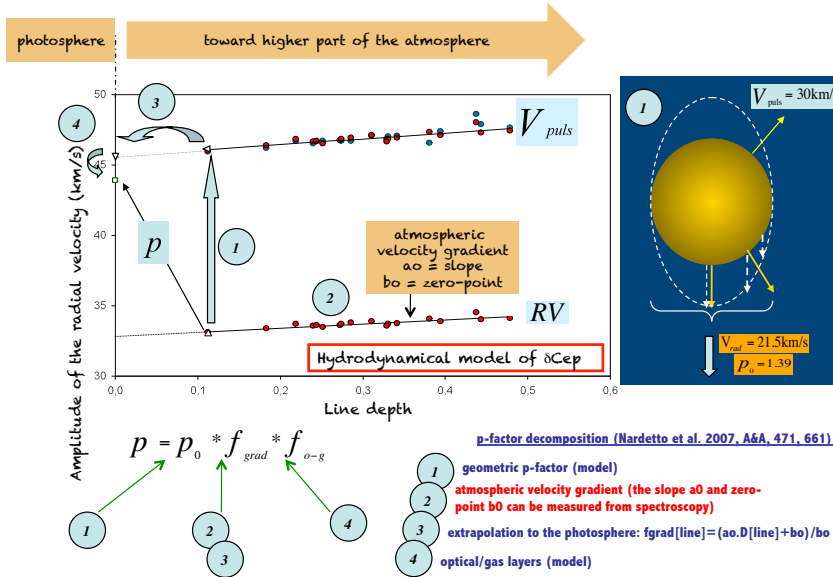 photosphere
toward higher part of the atmosphere
Amplitude of the radial velocity (km/s)
50
45
40
35
30
3
4
V puls
p
1
atmospheric
velocity gradient
ao = slope
bo = zero-point
2
RV
Hydrodynamical model of δCep
0,0 0,1 0,2 0,3 0,4 0,5 0,6
Line depth
1
V puls = 30km/
V rad = 21.5km/s
p o = 1.39
p = p 0 * f grad * f o-g
1
2
3
4
p-factor decomposition (Nardetto et al. 2007, A&A, 471, 661)
1 geometric p-factor (model)
2 atmospheric velocity gradient (the slope a0 and zero-
point b0 can be measured from spectroscopy)
3 extrapolation to the photosphere: fgrad[line]=(ao.D[line]+bo)/bo
4 optical/gas layers (model)